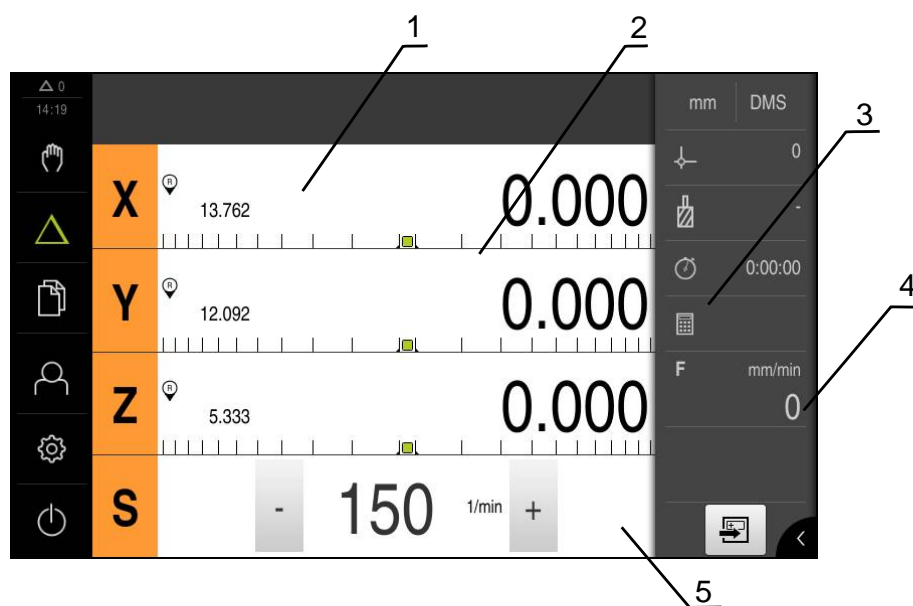 1 2
0
14:19
mm DMS
3
0
X R 13.762 0.000
-
0:00:00
4
Y R 12.092 0.000
F mm/min
0
Z R 5.333 0.000
S - 150 1/min +
5